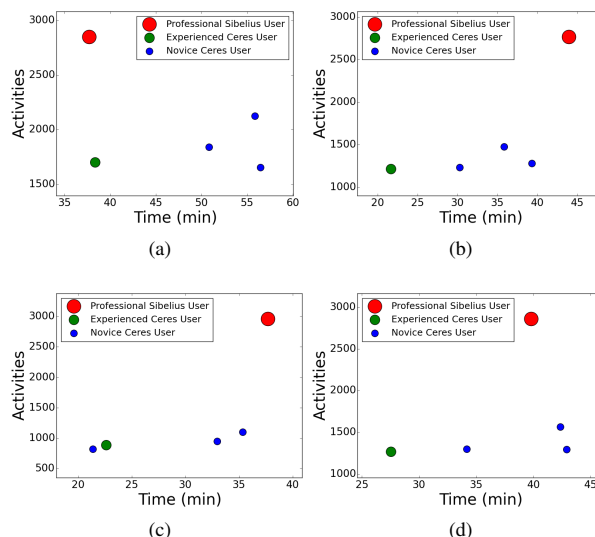 Activities
3000
2500
2000
1500
Professional Sibelius User
Experienced Ceres User
Novice Ceres User
35 40 45 50 55 60
Time (min)
(a)
Activities
3000
2500
2000
1500
1000
Professional Sibelius User
Experienced Ceres User
Novice Ceres User
20 25 30 35 40 45
Time (min)
(b)
Activities
3000
2500
2000
1500
1000
500
Professional Sibelius User
Experienced Ceres User
Novice Ceres User
20 25 30 35 40
Time (min)
(c)
Activities
3000
2500
2000
1500
1000
Professional Sibelius User
Experienced Ceres User
Novice Ceres User
25 30 35 40 45
Time (min)
(d)